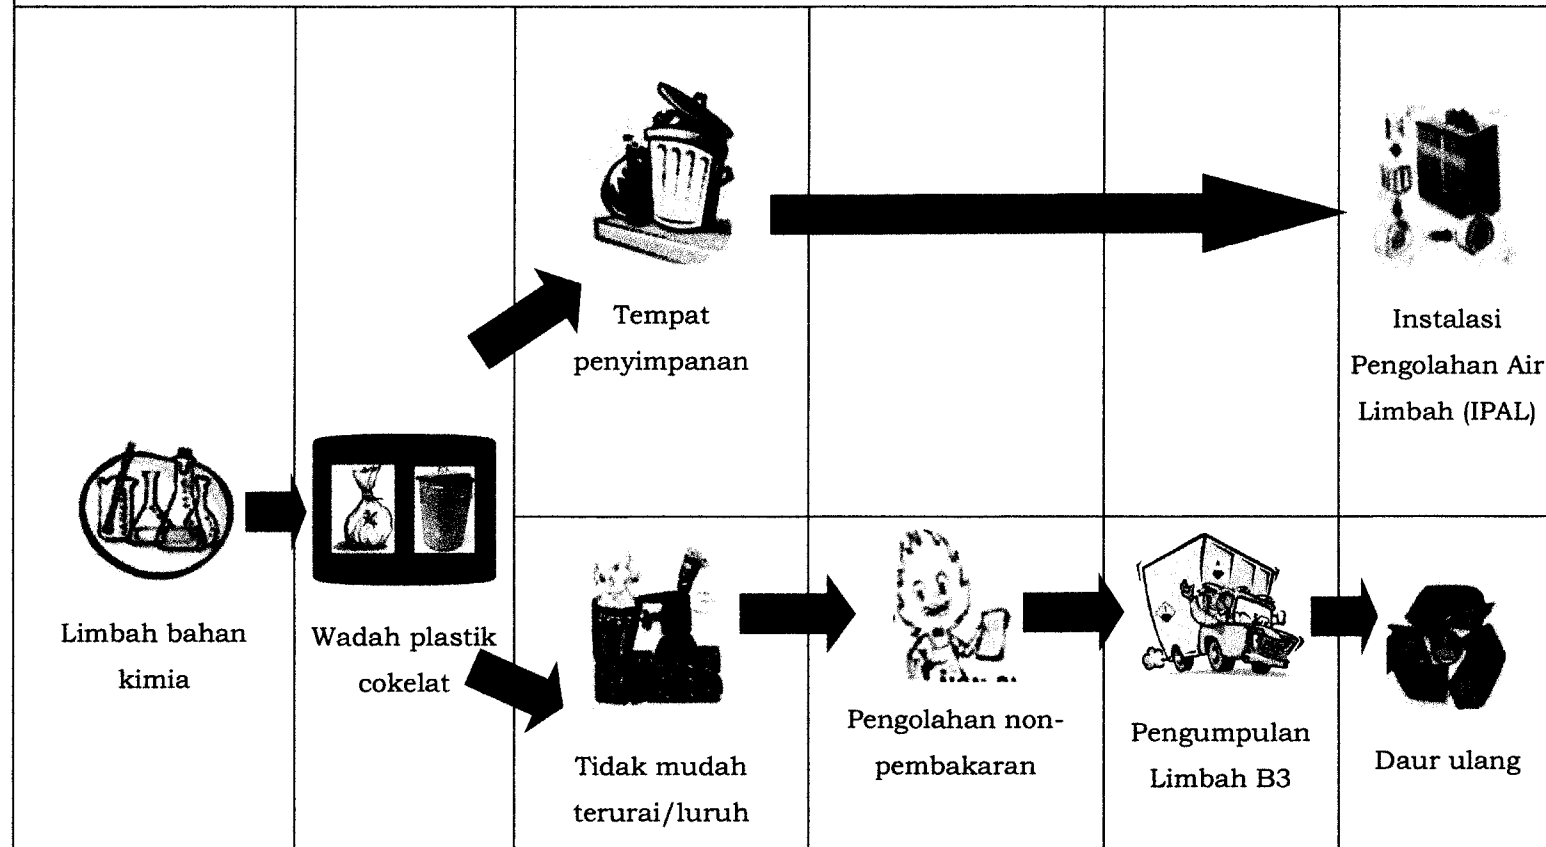 Tempat
penyimpanan
Instalasi
Pengolahan Air
Limbah (IPAL)
Limbah bahan
kimia
Wadah plastik
cokelat
Tidak mudah
terurai/luruh
Pengolahan non-
pembakaran
Pengumpulan
Limbah B3
Daur ulang